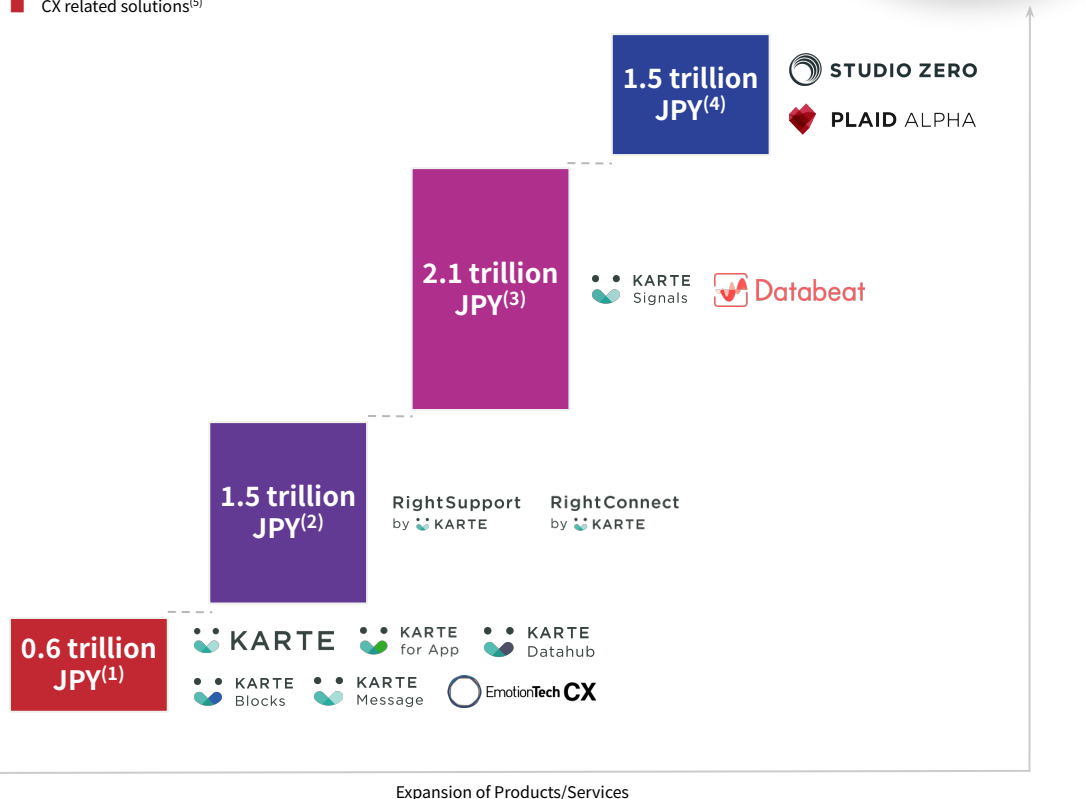 CX related solutions(5)
1.5 trillion
JPY(4)
STUDIO ZERO
PLAID ALPHA
2.1 trillion
JPY(3)
KARTE
Signals
Databeat
1.5 trillion
JPY(2)
RightSupport
by KARTE
RightConnect
by KARTE
0.6 trillion
JPY(1)
KARTE
KARTE
for App
KARTE
Datahub
KARTE
Blocks
KARTE
Message
EmotionTech CX
Expansion of Products/Services